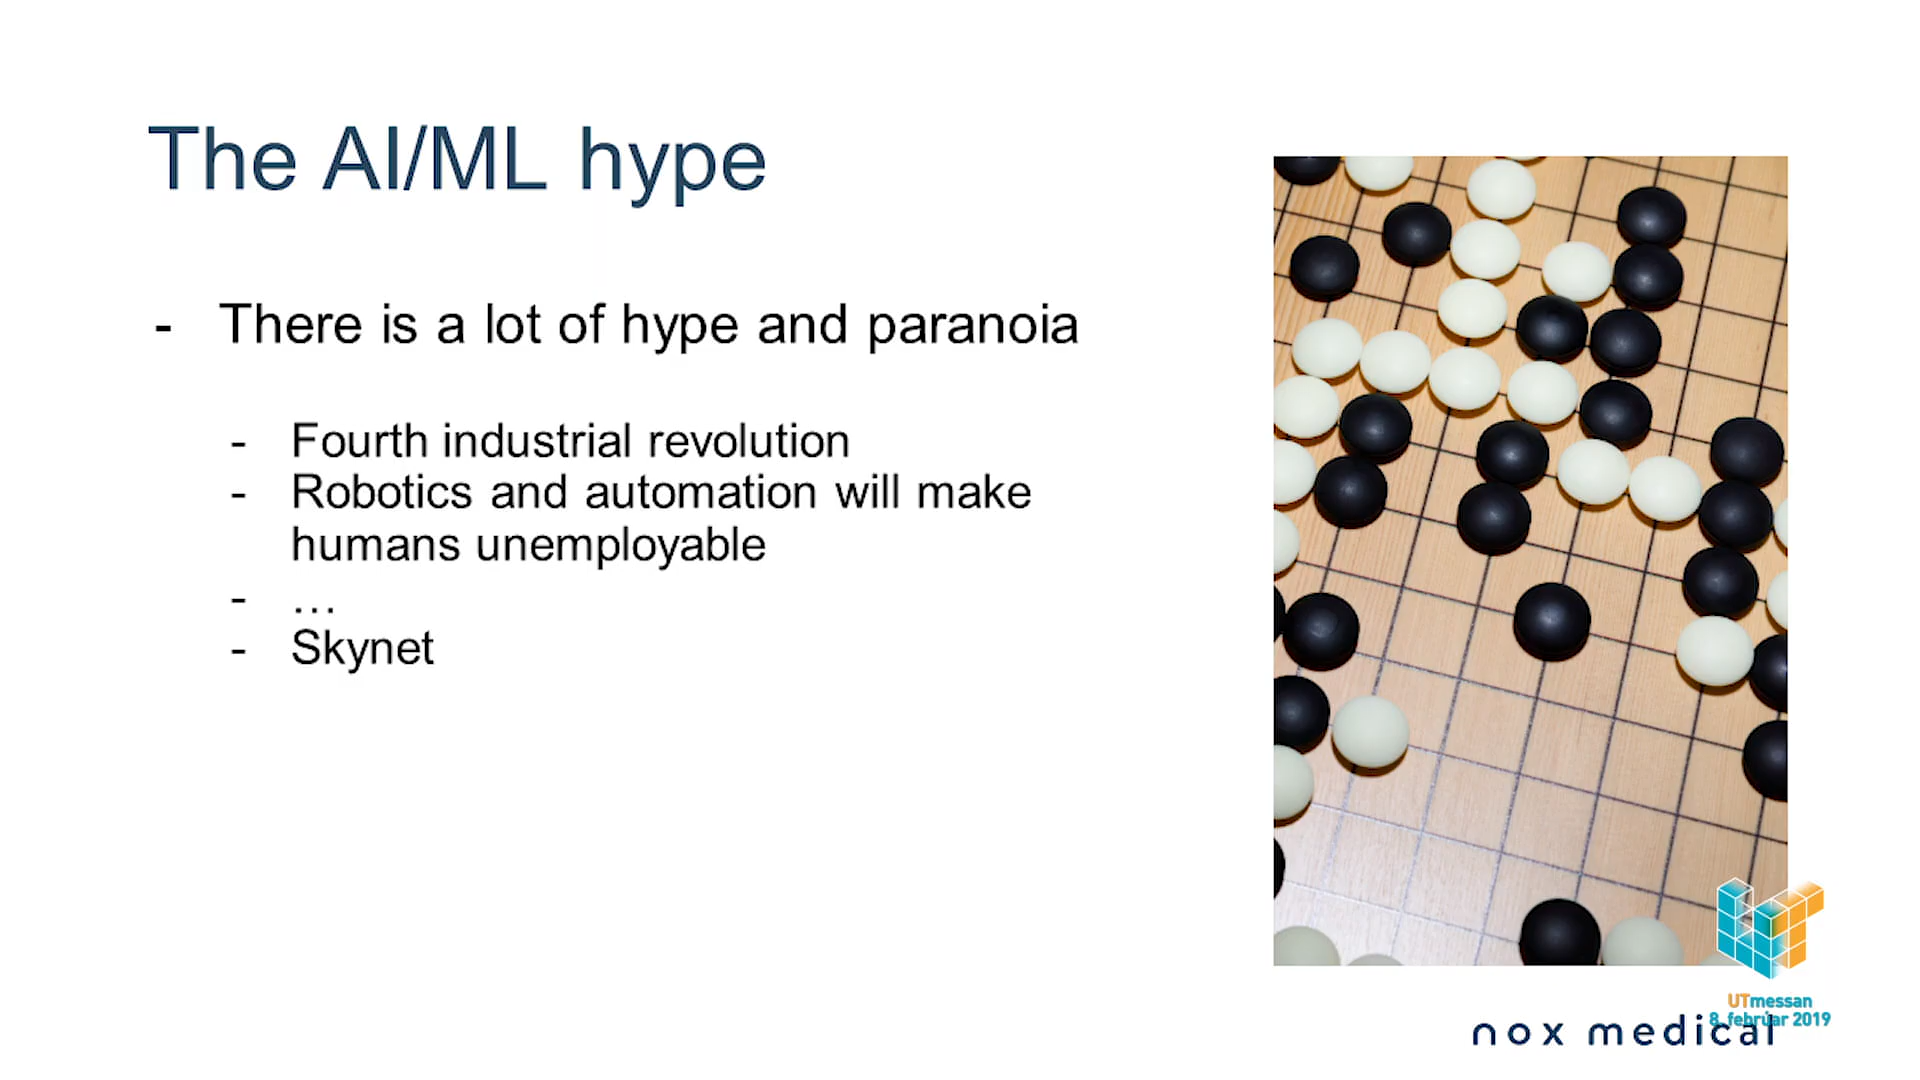 The AI/ML hype
- There is a lot of hype and paranoia
- Fourth industrial revolution
- Robotics and automation will make
humans unemployable
- …
- Skynet
UTmessan
8. febrúar 2019
nox medical